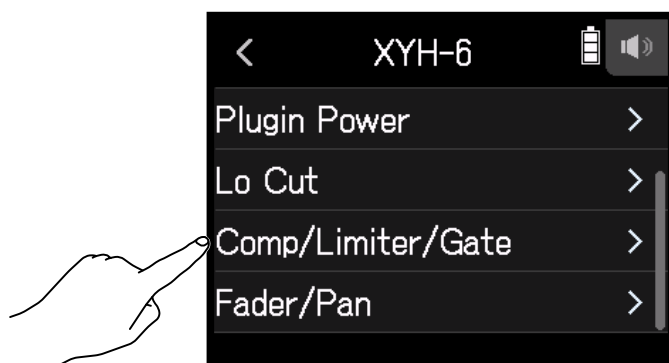 XYH-6
Plugin Power
Lo Cut
Comp/Limiter/Gate
Fader/Pan